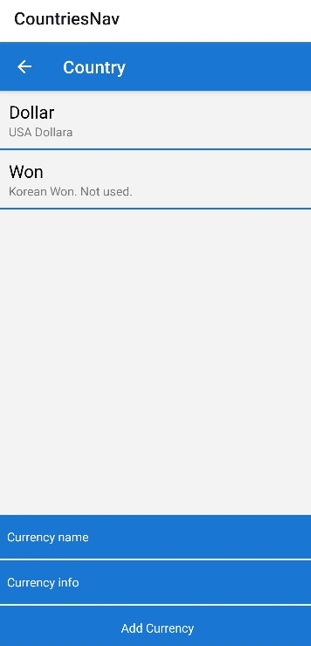 CountriesNav
Country
Dollar
USA Dollara
Won
Korean Won. Not used.
Currency name
Currency info
Add Currency